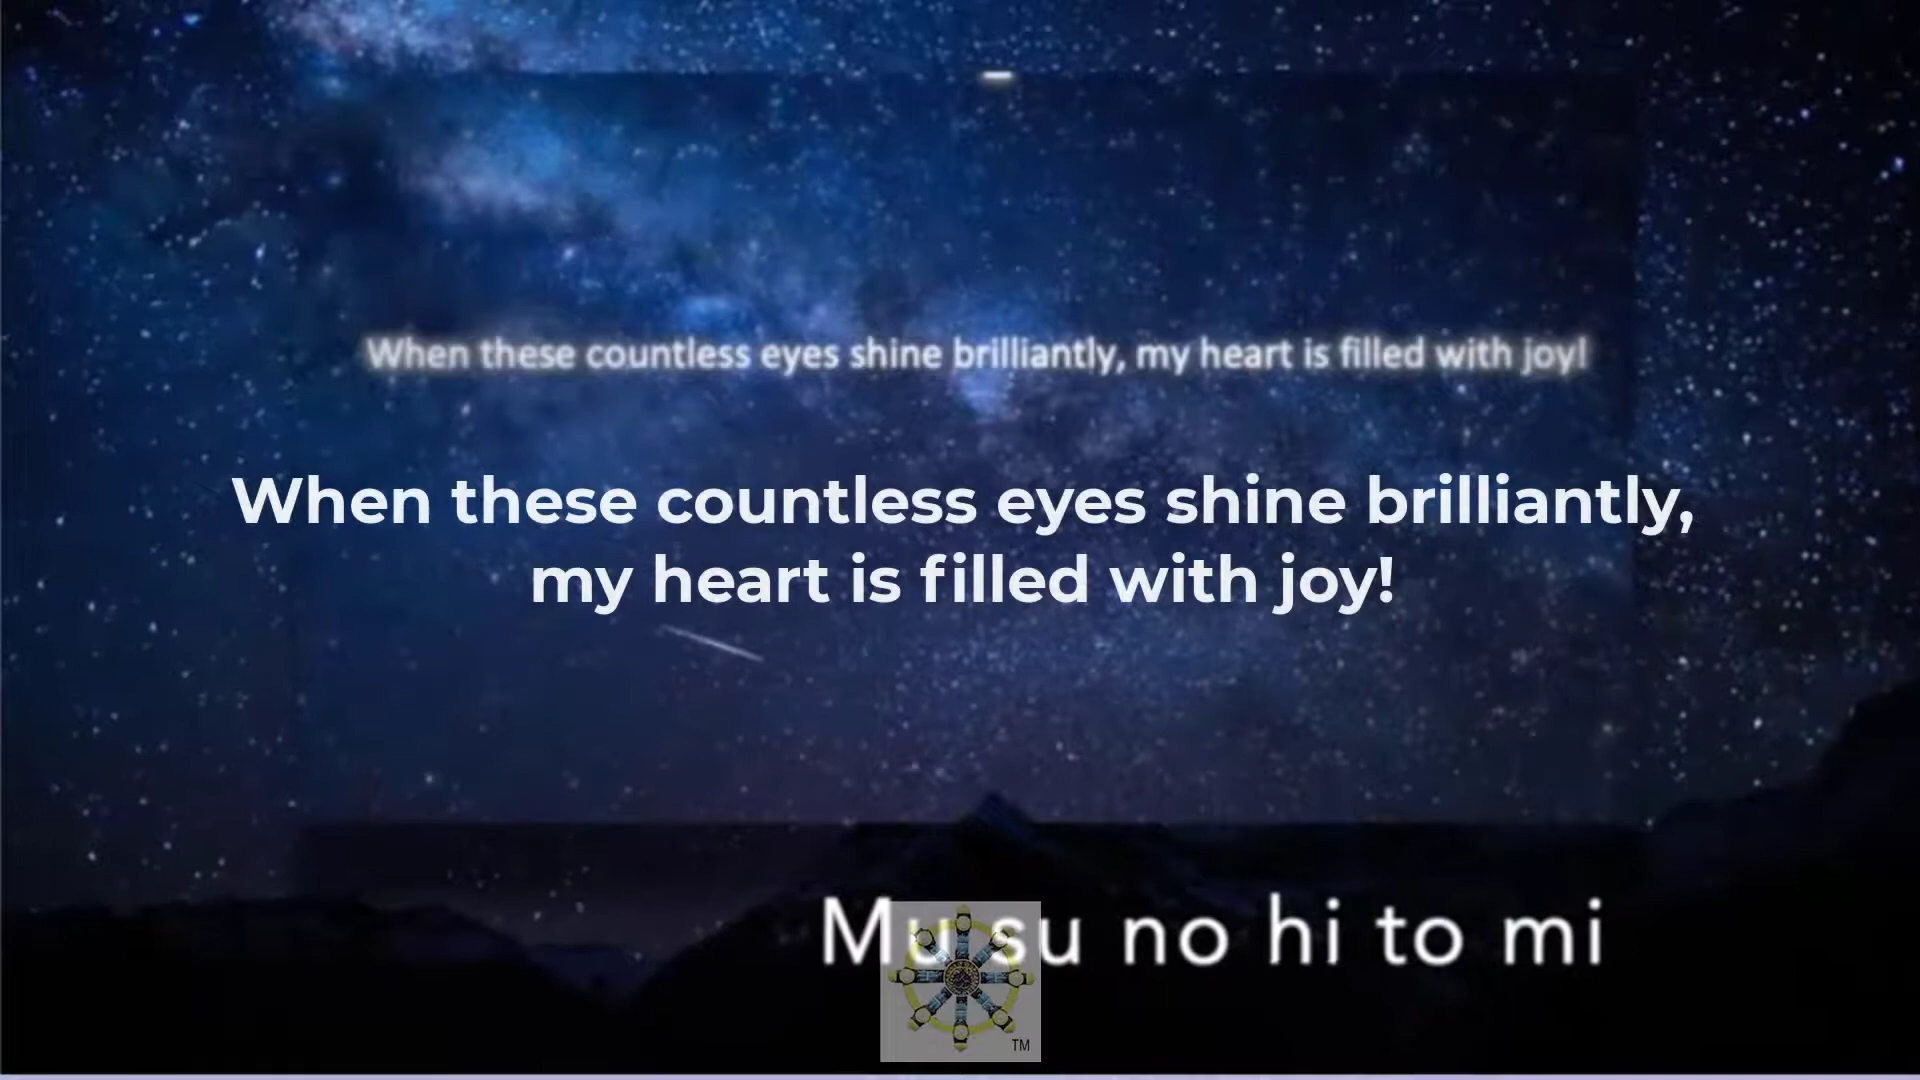 When these countless eyes shine brilliantly, my heart is filled with joy!
When these countless eyes shine brilliantly,
my heart is filled with joy!
Mu su no hi to mi
TM